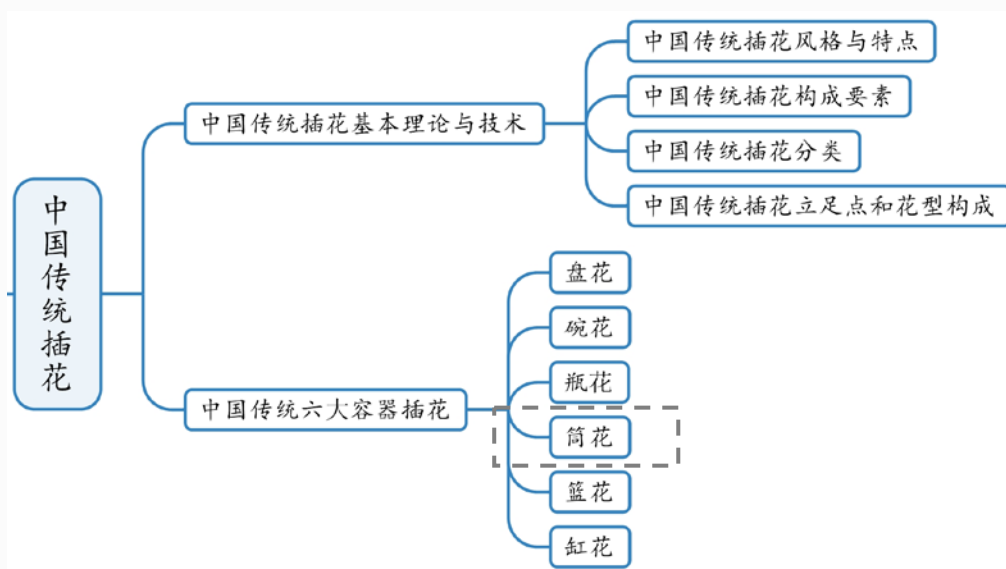 中国传统插花
中国传统插花基本理论与技术
中国传统插花风格与特点
中国传统插花构成要素
中国传统插花分类
中国传统插花立足点和花型构成
中国传统六大容器插花
盘花
碗花
瓶花
筒花
篮花
缸花